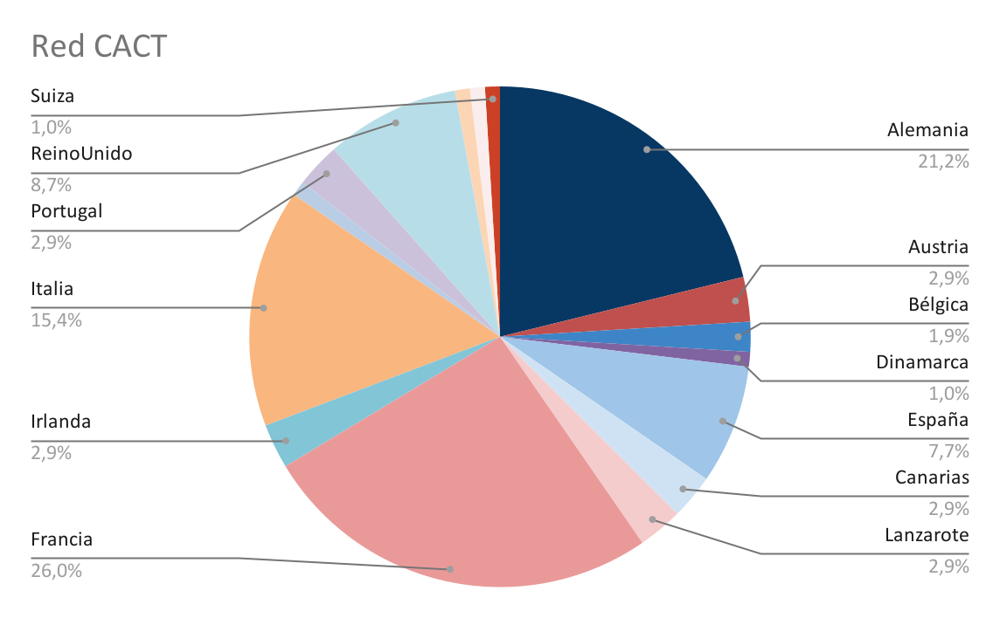 Red CACT
Suiza
1,0%
ReinoUnido
8,7%
Portugal
2,9%
Italia
15,4%
Irlanda
2,9%
Francia
26,0%
Alemania
21,2%
Austria
2,9%
Bélgica
1,9%
Dinamarca
1,0%
España
7,7%
Canarias
2,9%
Lanzarote
2,9%